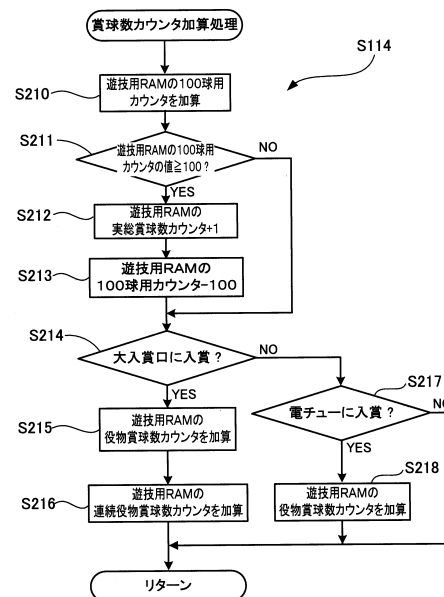 賞球数カウンタ加算処理
S114
S210
遊技用RAMの100球用
カウンタを加算
S211
遊技用RAMの100球用
カウンタの値≧100？
NO
YES
S212
遊技用RAMの
実総賞球数カウンタ+1
S213
遊技用RAMの
100球用カウンター100
S214
大入賞口に入賞？
NO
YES
S217
電チューに入賞？
NO
YES
S215
遊技用RAMの
役物賞球数カウンタを加算
S218
遊技用RAMの
役物賞球数カウンタを加算
S216
遊技用RAMの
連続役物賞球数カウンタを加算
リターン